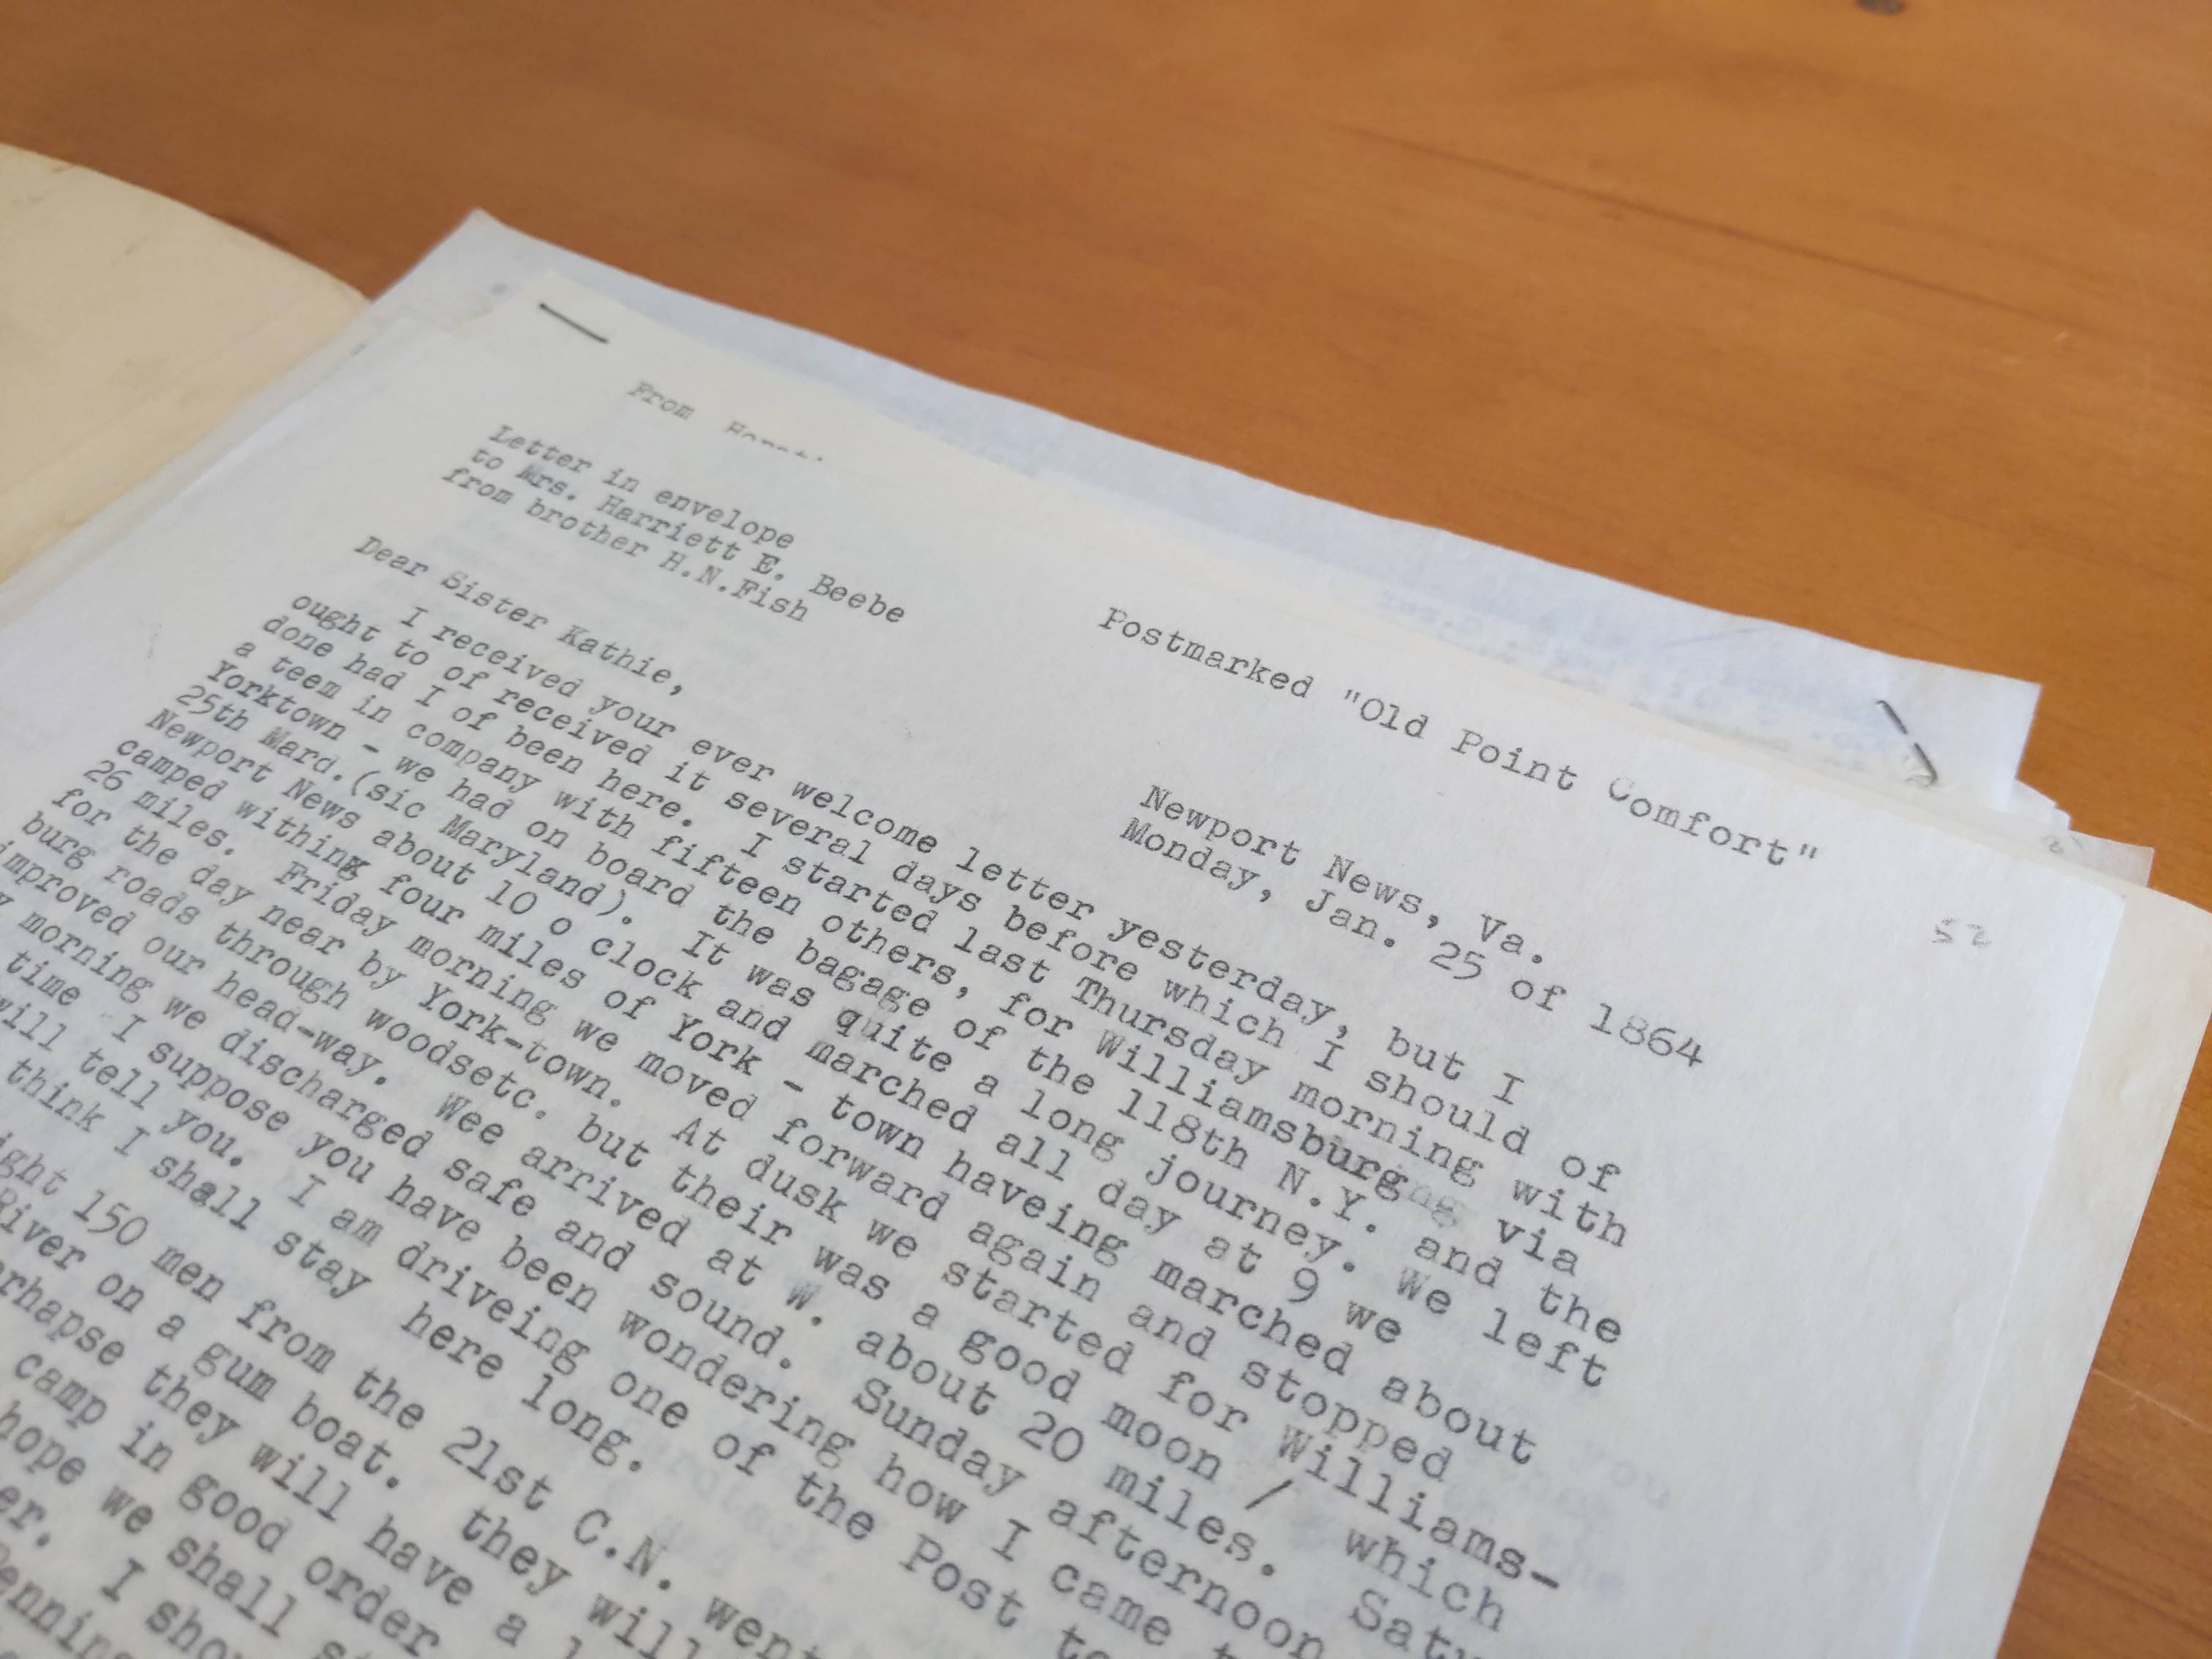 From
Letter in envelope
to Mrs. Harriett E. Beebe
from brother H.N.Fish
Postmarked "Old Point Comfort"
52
Newport News, Va.
Monday, Jan. 25 of 1864
Dear Sister Kathie,
I received your ever welcome letter yesterday, but I
ought to of received it several days before which I should of
done had I of been here. I started last Thursday morning with
a teem in company with fifteen others, for Williamsburg via
Yorktown - we had on board the bagage of the 118th N.Y. and the
25th Mard.(sic Maryland). It was quite a long journey. We left
Newport News about 10 o clock and marched all day at 9 we
camped withing four miles of York - town haveing marched about
26 miles. Friday morning we moved forward again and stopped
for the day near by York-town. At dusk we started for Williams-
burg roads through woodsetc. but their was a good moon / which
improved our head-way. Wee arrived at W. about 20 miles.
morning we discharged safe and sound. Sunday afternoon
time I suppose you have been wondering how I came
will tell you. I am driveing one of the Post
think I shall stay here long.
150 men from the 21st C.N. went
River on a gum boat. they will
they will have a
camp in good order
hope we shall
I